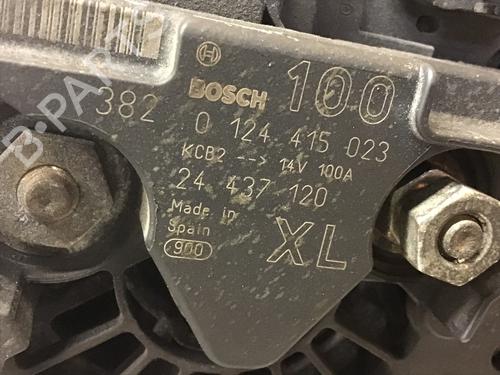 BOSCH 100
382 0 124 415 023
KCB2 --> 14V 100A
24 437 120
Made in
Spain XL
900
B-PARTS